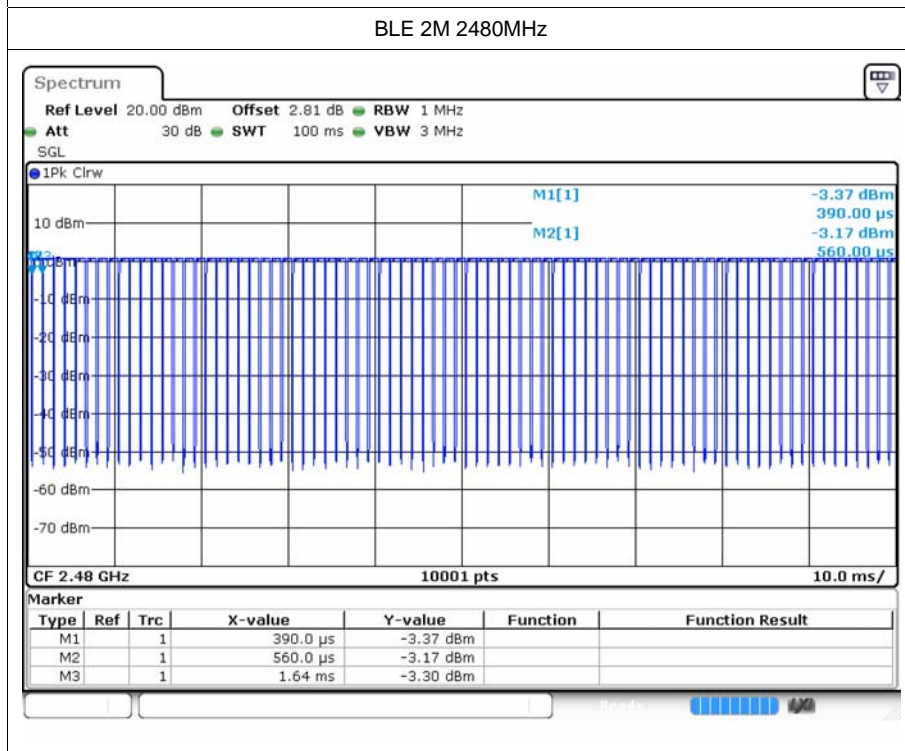 BLE 2M 2480MHz
Spectrum
Ref Level 20.00 dBm Offset 2.81 dB RBW 1 MHz
Att 30 dB SWT 100 ms VBW 3 MHz
SGL
1Pk Clrw
M1[1] -3.37 dBm
390.00 µs
10 dBm
M2[1] -3.17 dBm
560.00 µs
-10 dBm
-20 dBm
-30 dBm
-40 dBm
-50 dBm
-60 dBm
-70 dBm
CF 2.48 GHz 10001 pts 10.0 ms/
Marker
Type Ref Trc X-value Y-value Function Function Result
M1 1 390.0 µs -3.37 dBm
M2 1 560.0 µs -3.17 dBm
M3 1 1.64 ms -3.30 dBm
Ready